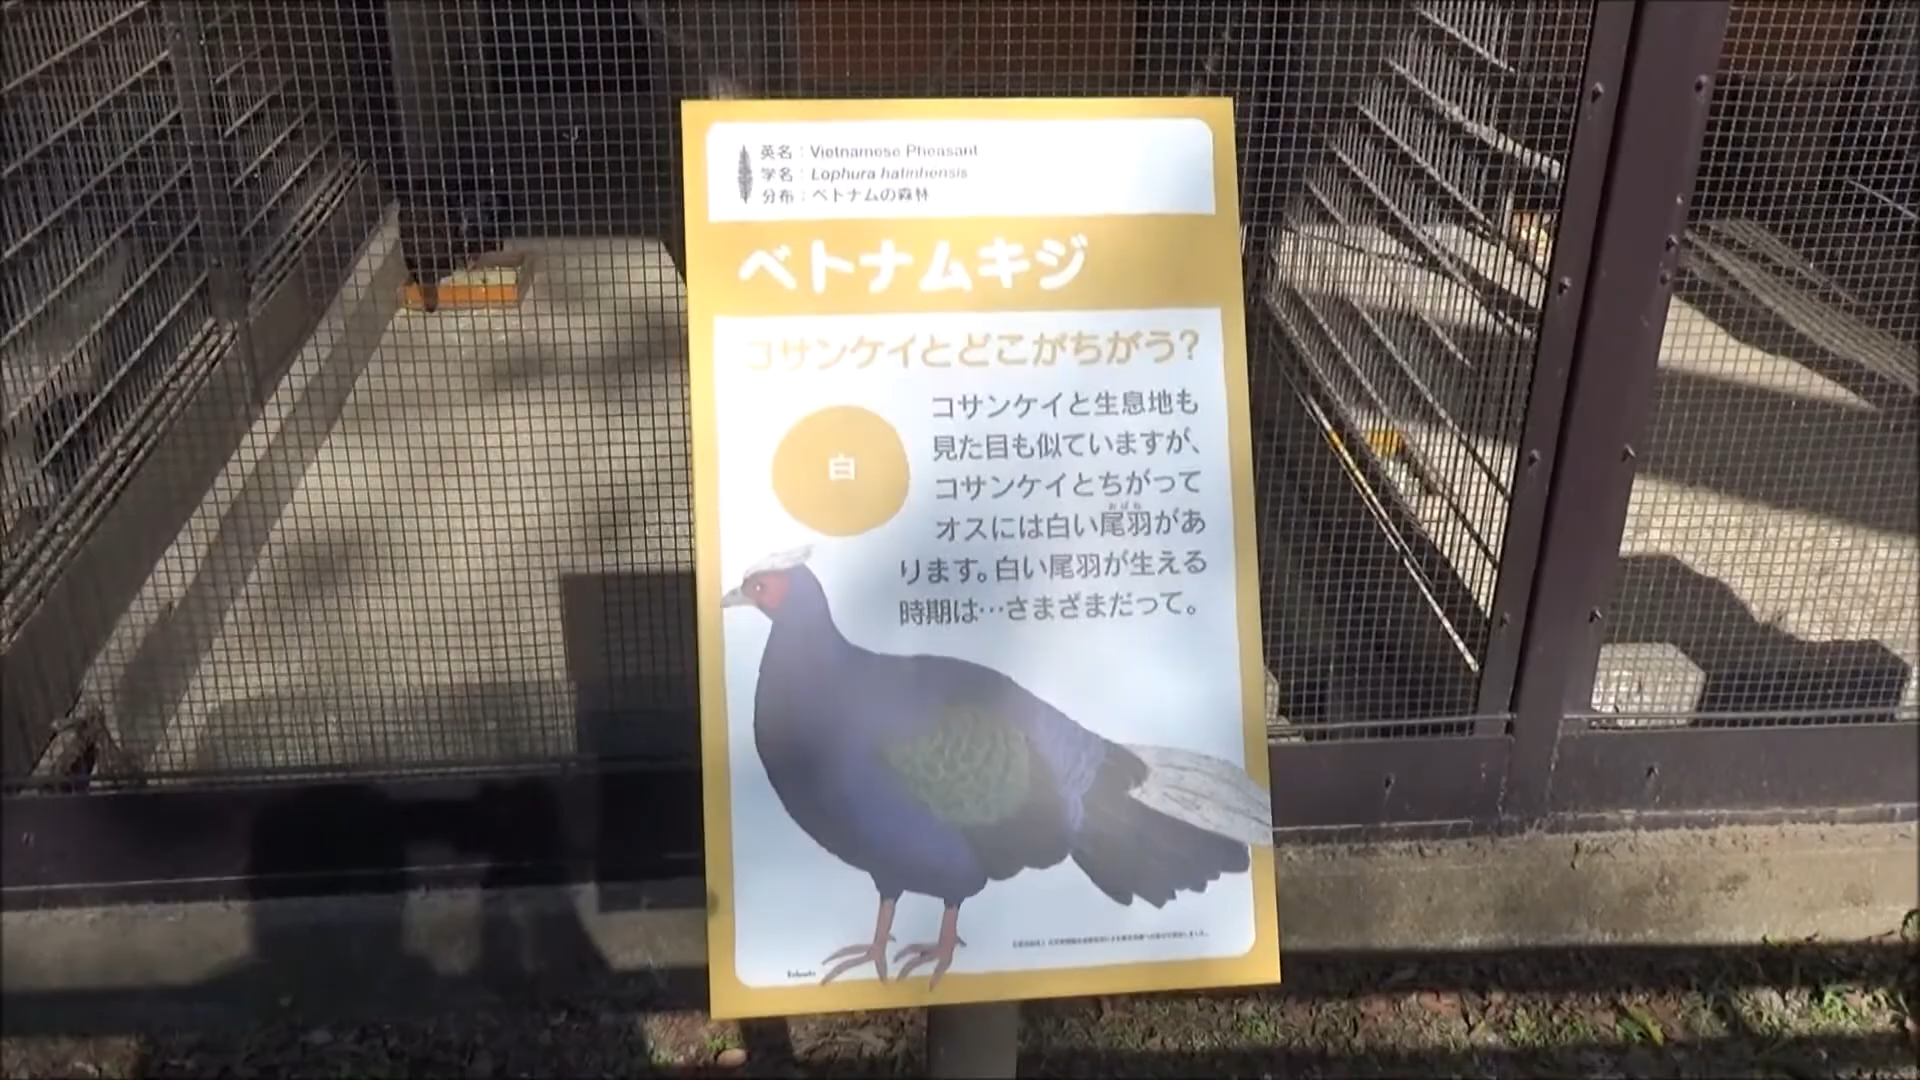 英名：Vietnamese Pheasant
学名：Lophura hatinhensis
分布：ベトナムの森林
ベトナムキジ
コサンケイとどこがちがう?
白
コサンケイと生息地も
見た目も似ていますが、
コサンケイとちがって
おばね
オスには白い尾羽があ
ります。白い尾羽が生える
時期は…さまざまだって。